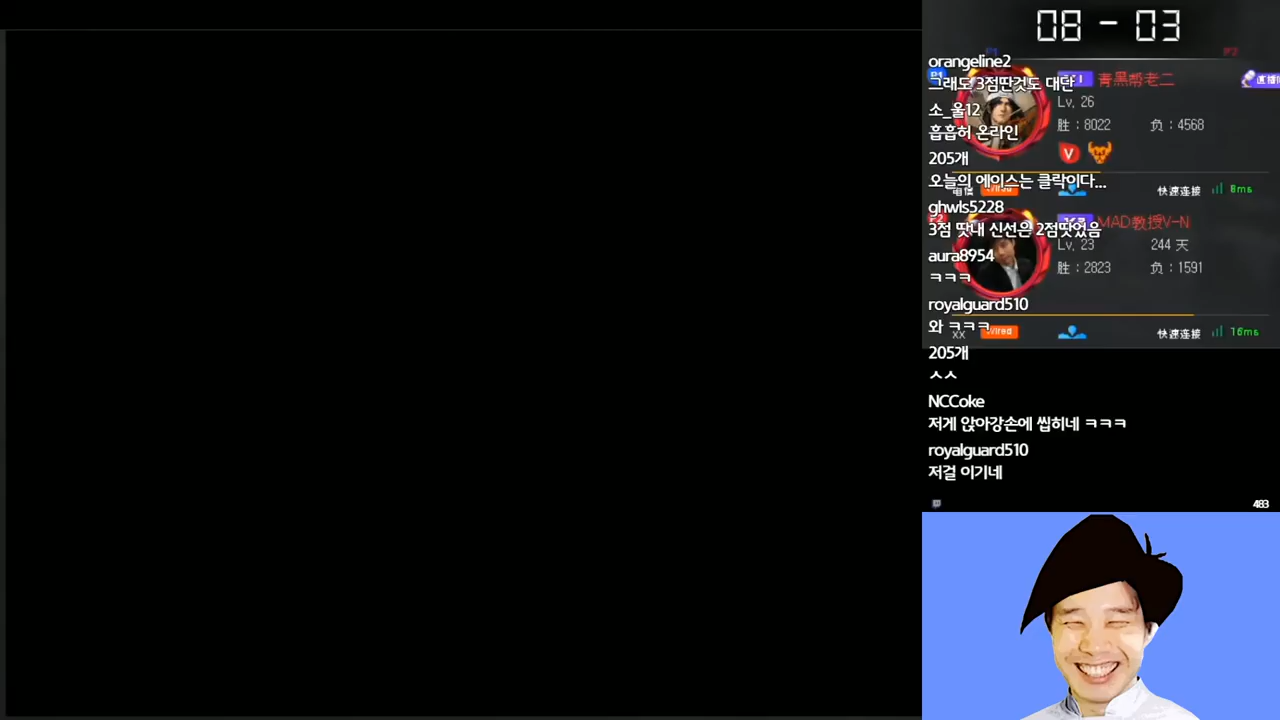 08 - 03
orangeline2
P1
青黑帮老二
그래도 3점딴것도 대단
Lv. 26
소_울12
胜：8022 负：4568
흡흡허 온라인
205개
V
오늘의 에이스는 클락이다...
Wired 快速连接 8ms
ghwls5228
P2
MAD教授V-N
3점 땃내 신선은 2점땃었음
Lv. 23 244 天
aura8954
胜：2823 负：1591
ㅋㅋㅋ
royalguard510
와 ㅋㅋㅋ
XX Wired 快速连接 16ms
205개
ㅅㅅ
NCCoke
저게 앉아강손에 씹히네 ㅋㅋㅋ
royalguard510
저걸 이기네
483